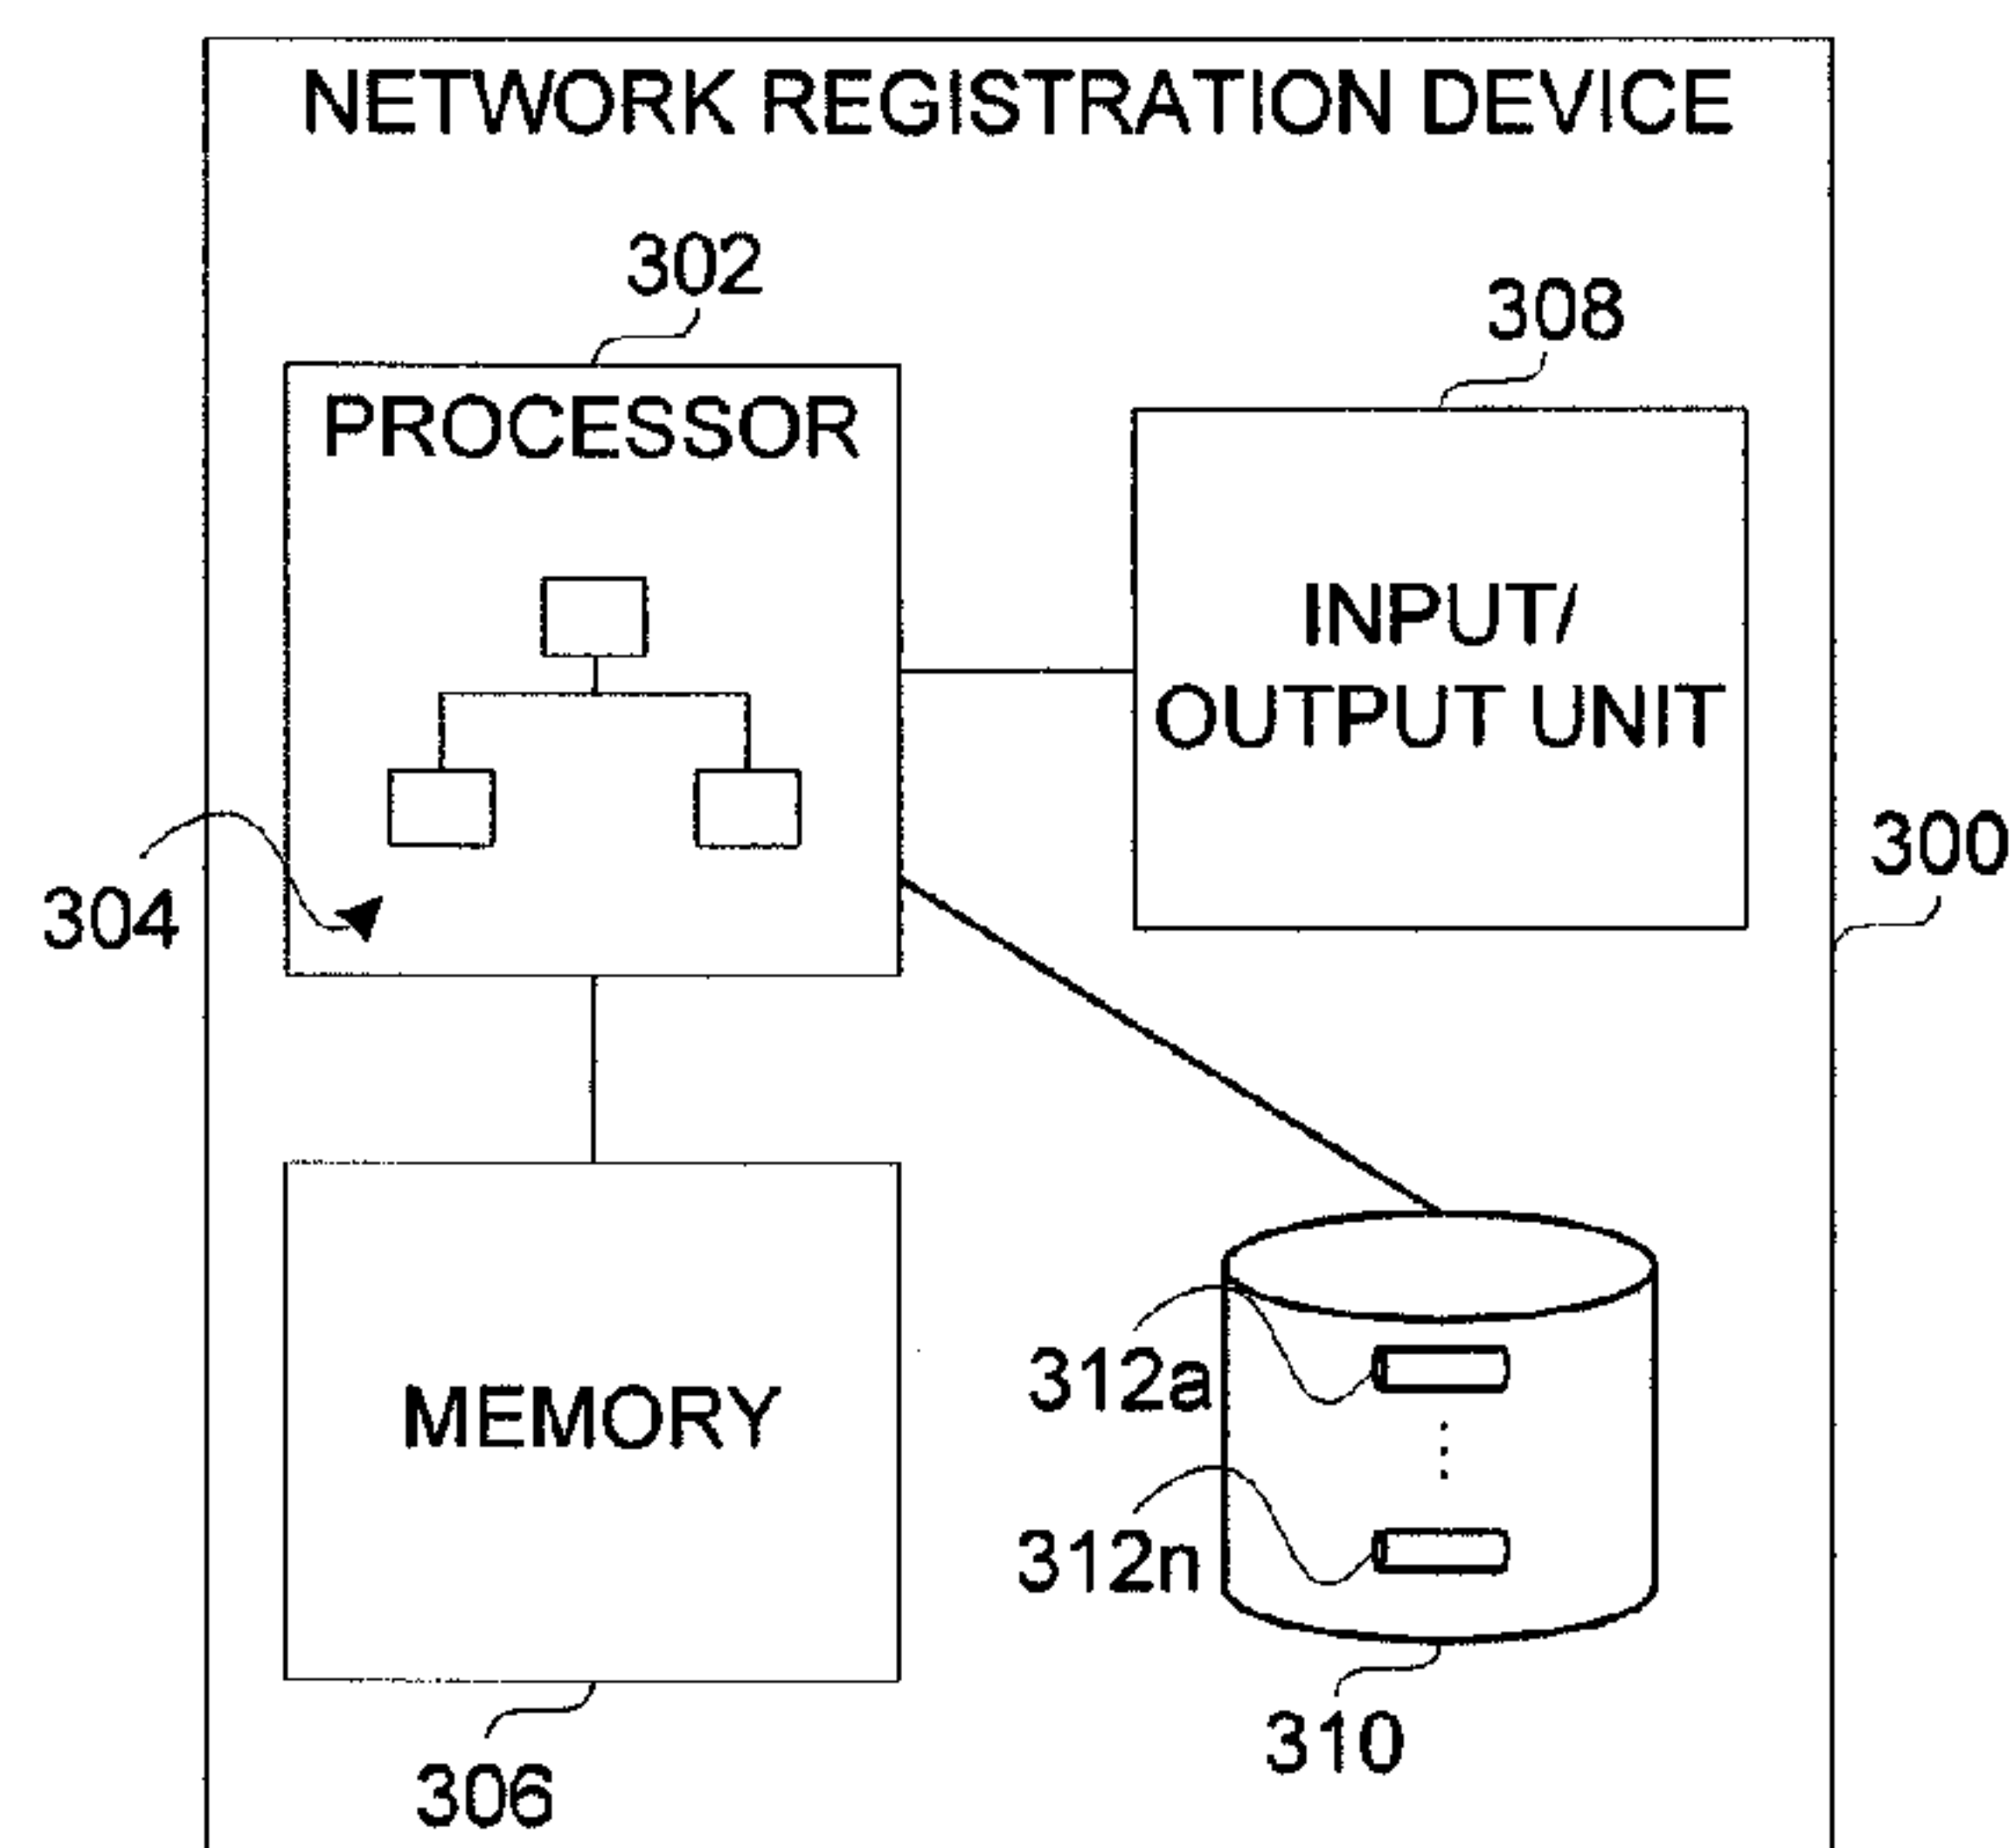 NETWORK REGISTRATION DEVICE
302
308
PROCESSOR
INPUT/
OUTPUT UNIT
300
304
312a
MEMORY
312n
310
306